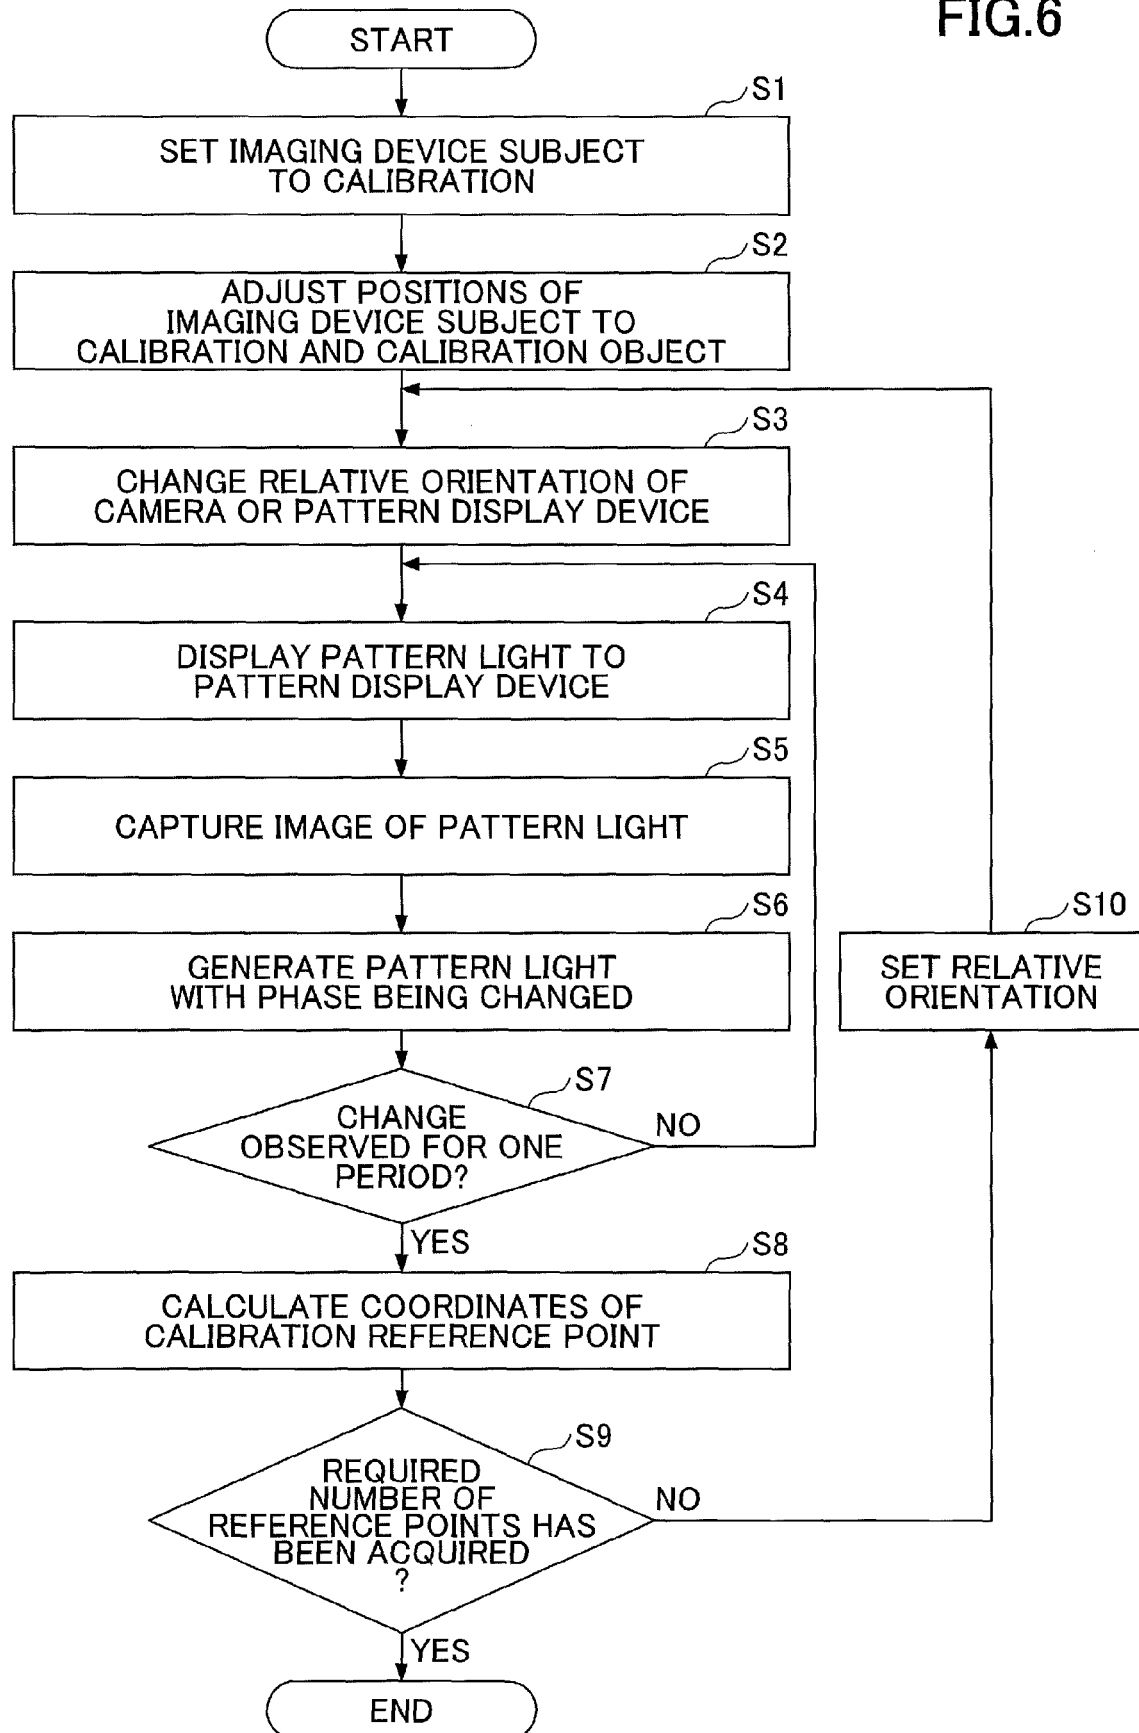 FIG.6
START
S1
SET IMAGING DEVICE SUBJECT
TO CALIBRATION
S2
ADJUST POSITIONS OF
IMAGING DEVICE SUBJECT TO
CALIBRATION AND CALIBRATION OBJECT
S3
CHANGE RELATIVE ORIENTATION OF
CAMERA OR PATTERN DISPLAY DEVICE
S4
DISPLAY PATTERN LIGHT TO
PATTERN DISPLAY DEVICE
S5
CAPTURE IMAGE OF PATTERN LIGHT
S6
GENERATE PATTERN LIGHT
WITH PHASE BEING CHANGED
S10
SET RELATIVE
ORIENTATION
S7
CHANGE
OBSERVED FOR ONE
PERIOD?
NO
YES
S8
CALCULATE COORDINATES OF
CALIBRATION REFERENCE POINT
S9
REQUIRED
NUMBER OF
REFERENCE POINTS HAS
BEEN ACQUIRED
?
NO
YES
END